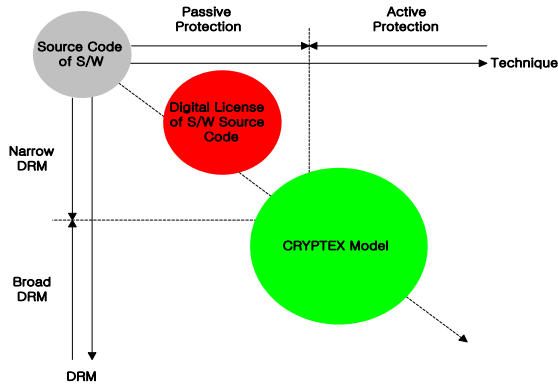 Passive
Protection
Active
Protection
Source Code
of S/W
Technique
Digital License
of S/W Source
Code
Narrow
DRM
CRYPTEX Model
Broad
DRM
DRM